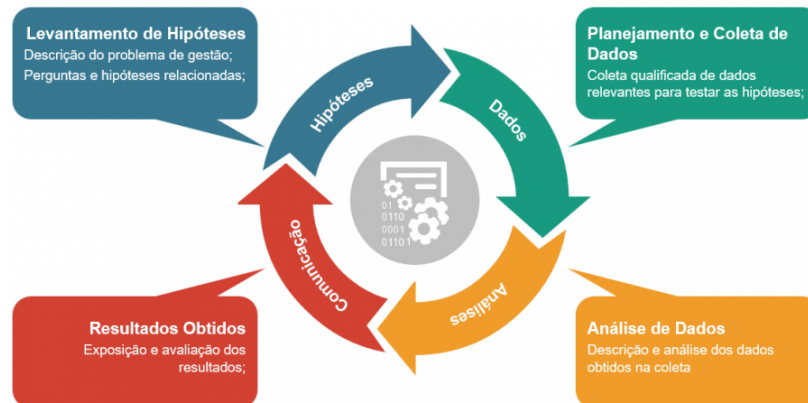 Levantamento de Hipóteses
Descrição do problema de gestão;
Perguntas e hipóteses relacionadas;
Planejamento e Coleta de
Dados
Coleta qualificada de dados
relevantes para testar as hipóteses;
Hipóteses
Dados
01
0110
0001
01101
Comunicação
Análises
Resultados Obtidos
Exposição e avaliação dos
resultados;
Análise de Dados
Descrição e análise dos dados
obtidos na coleta